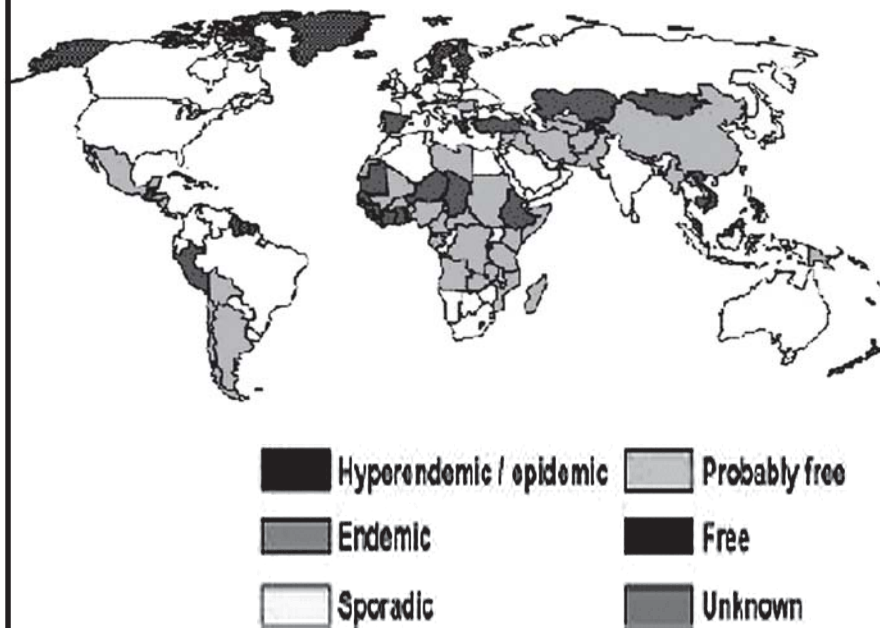 Hyperendemic / epidemic
Endemic
Sporadic
Probably free
Free
Unknown